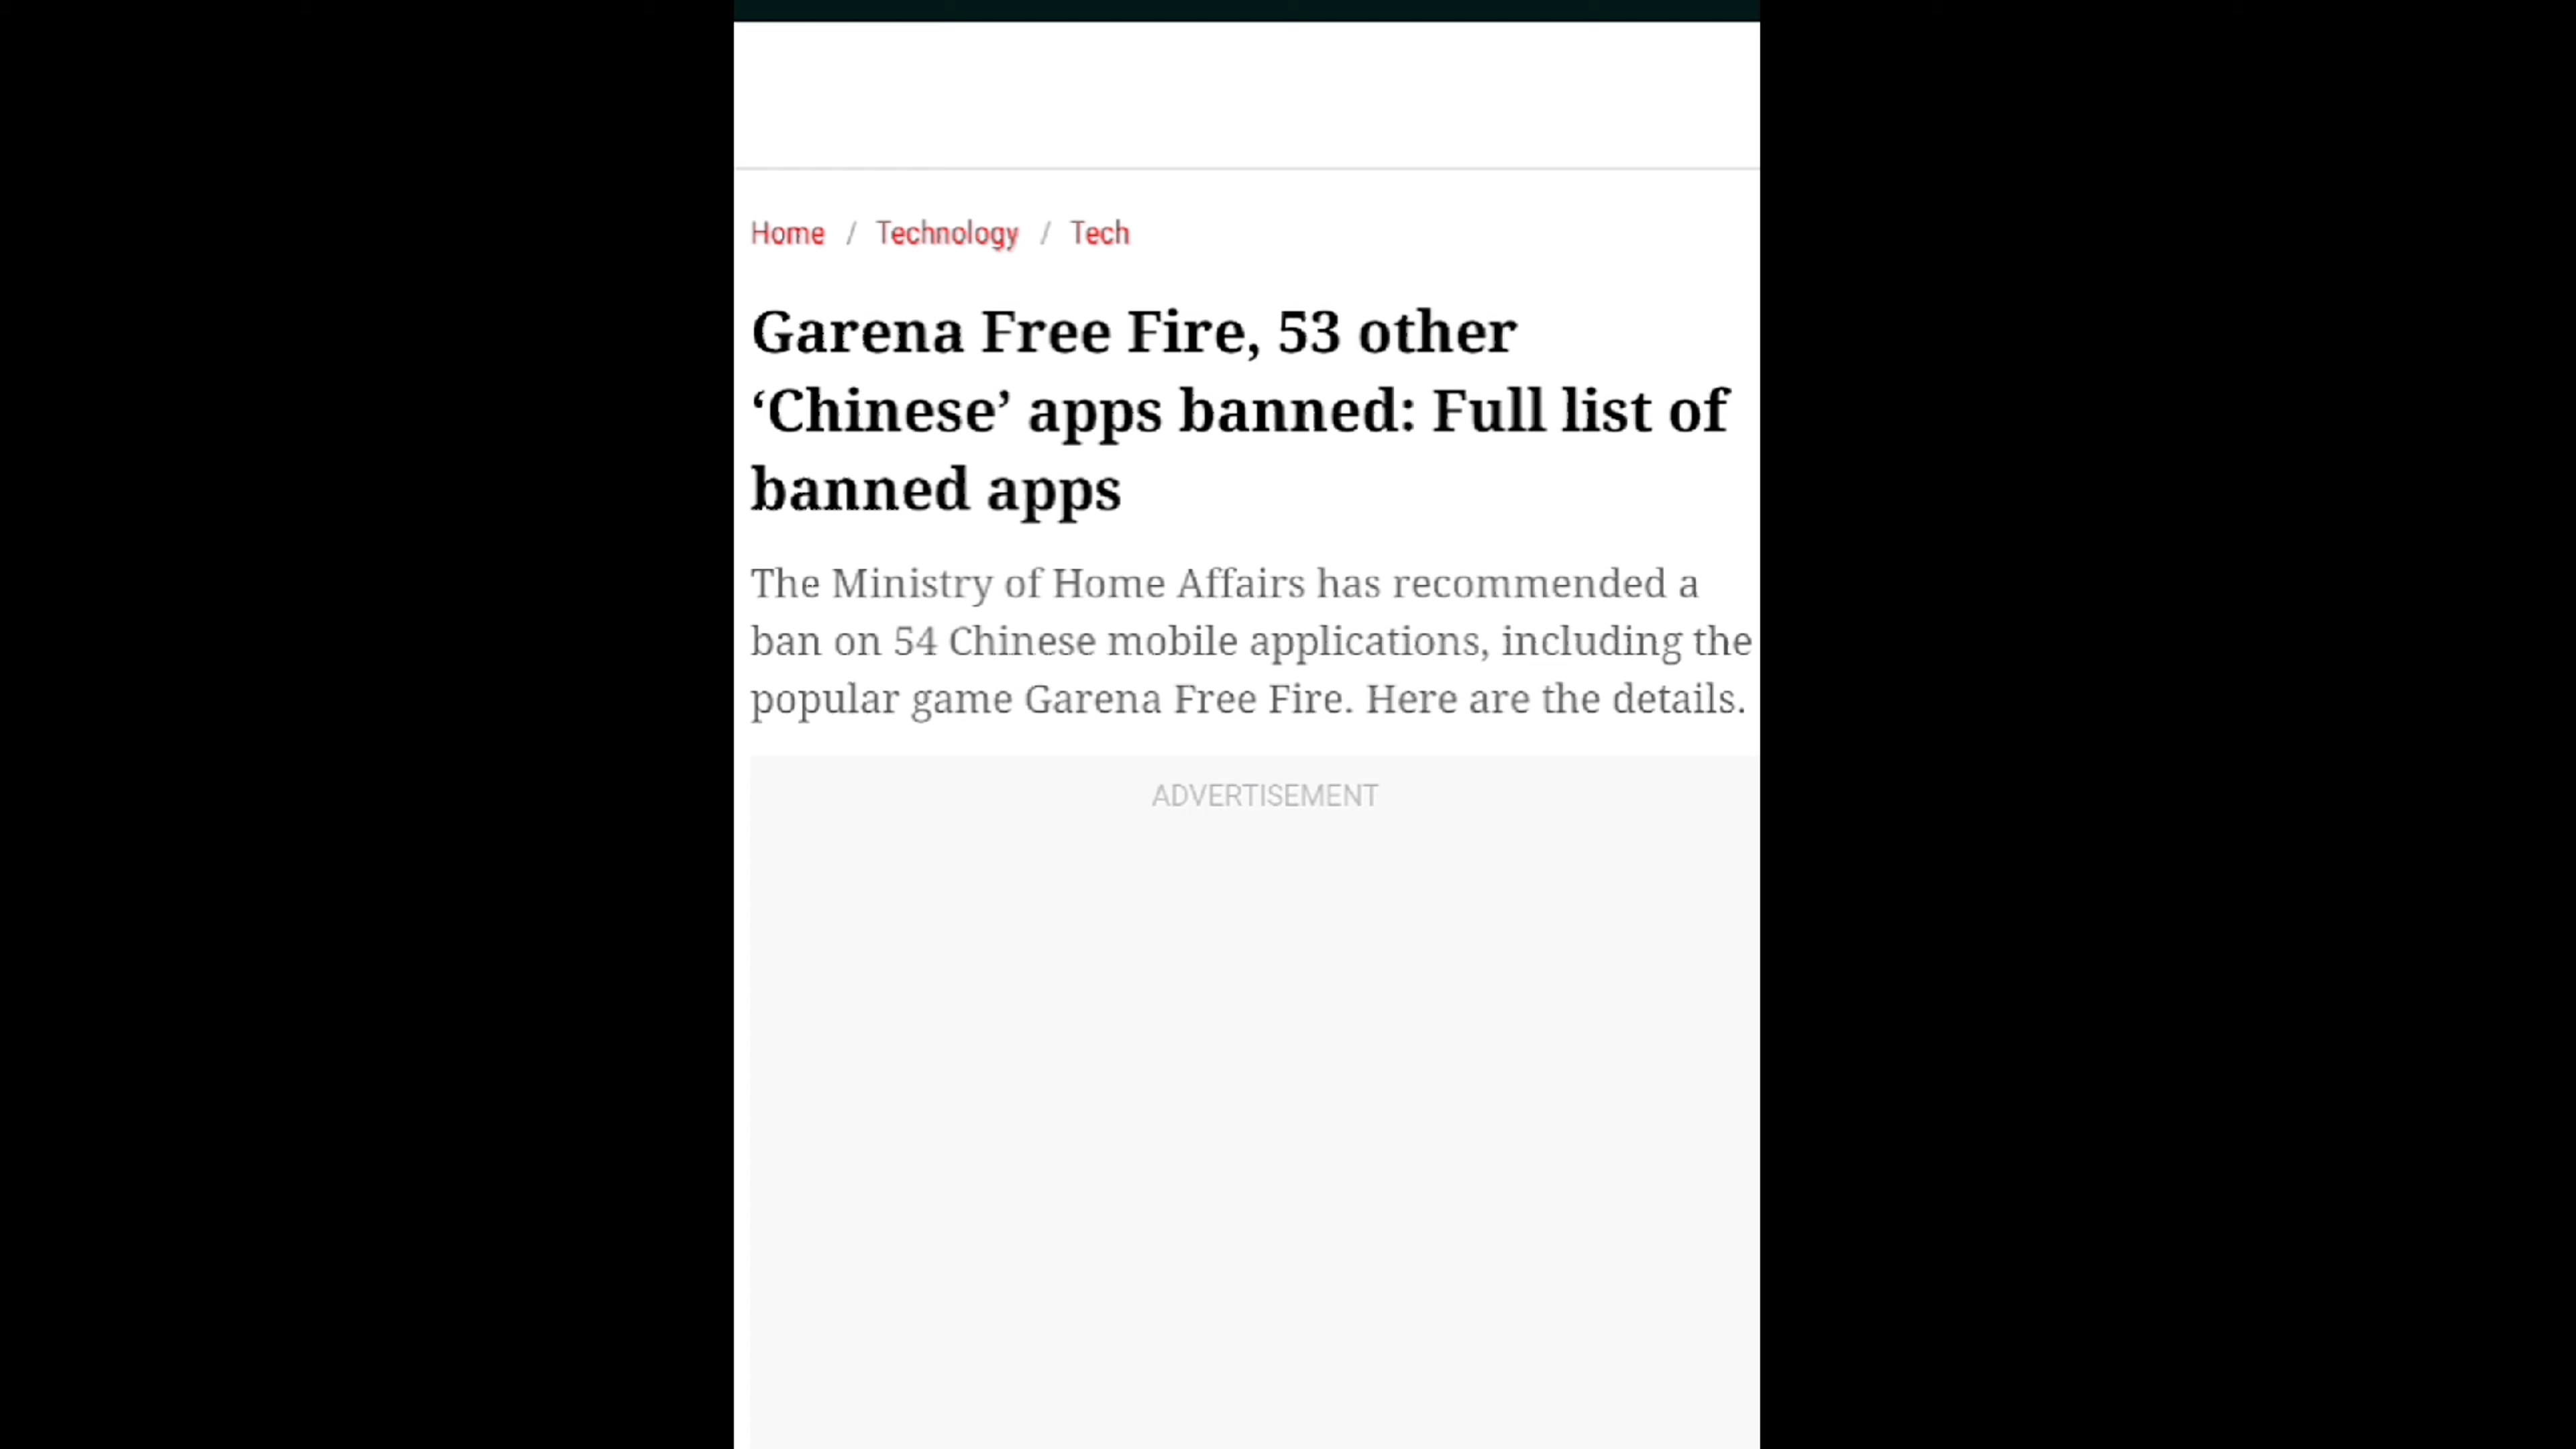 Home / Technology / Tech
Garena Free Fire, 53 other
‘Chinese’ apps banned: Full list of
banned apps
The Ministry of Home Affairs has recommended a
ban on 54 Chinese mobile applications, including the
popular game Garena Free Fire. Here are the details.
ADVERTISEMENT